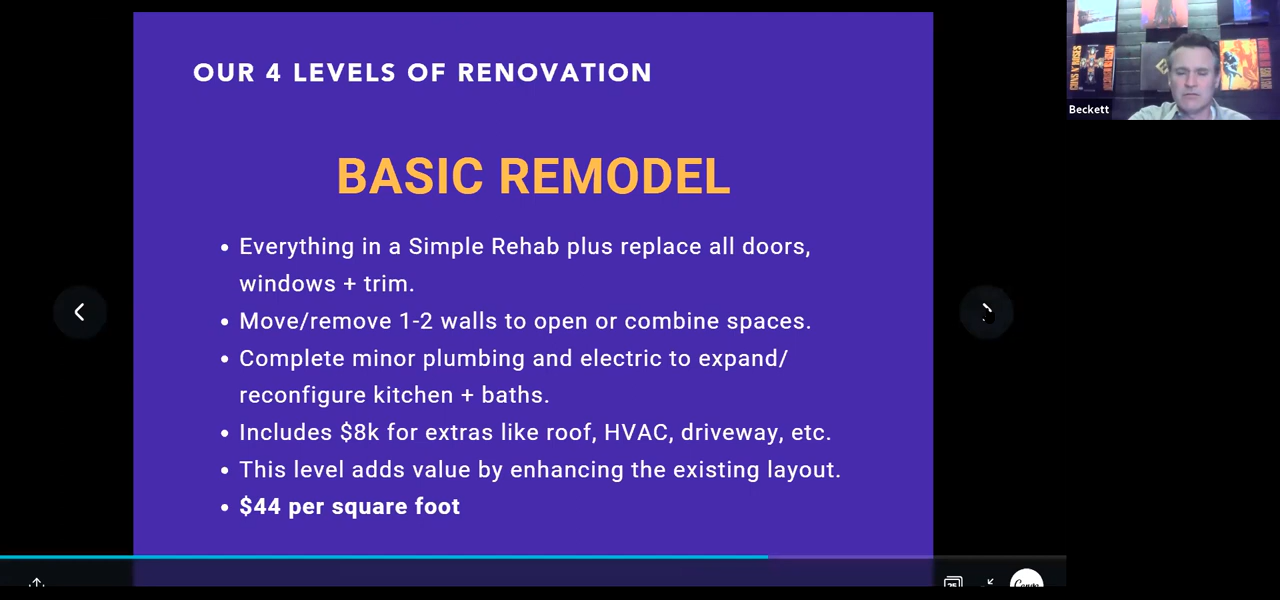 OUR 4 LEVELS OF RENOVATION
BASIC REMODEL
• Everything in a Simple Rehab plus replace all doors,
windows + trim.
• Move/remove 1-2 walls to open or combine spaces.
• Complete minor plumbing and electric to expand/
reconfigure kitchen + baths.
• Includes $8k for extras like roof, HVAC, driveway, etc.
• This level adds value by enhancing the existing layout.
• $44 per square foot
Beckett
GUNS N' ROSES
Canva